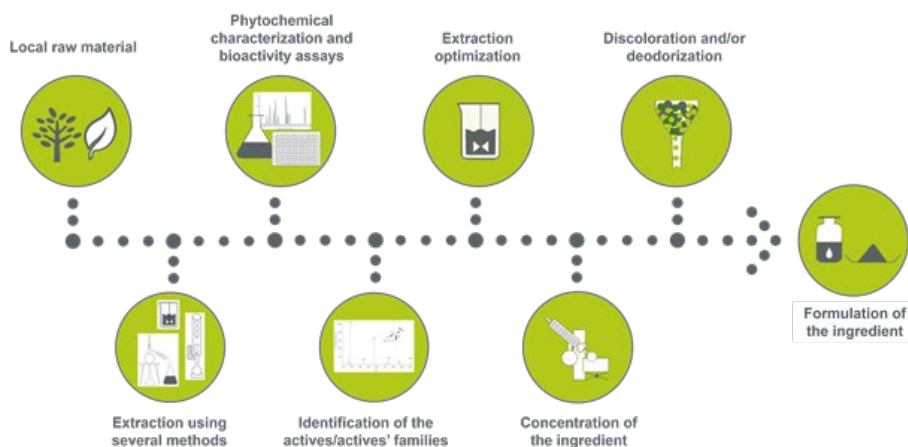 Local raw material
Phytochemical
characterization and
bioactivity assays
Extraction
optimization
Discoloration and/or
deodorization
Formulation of
the ingredient
Extraction using
several methods
Identification of the
actives/actives' families
Concentration of
the ingredient